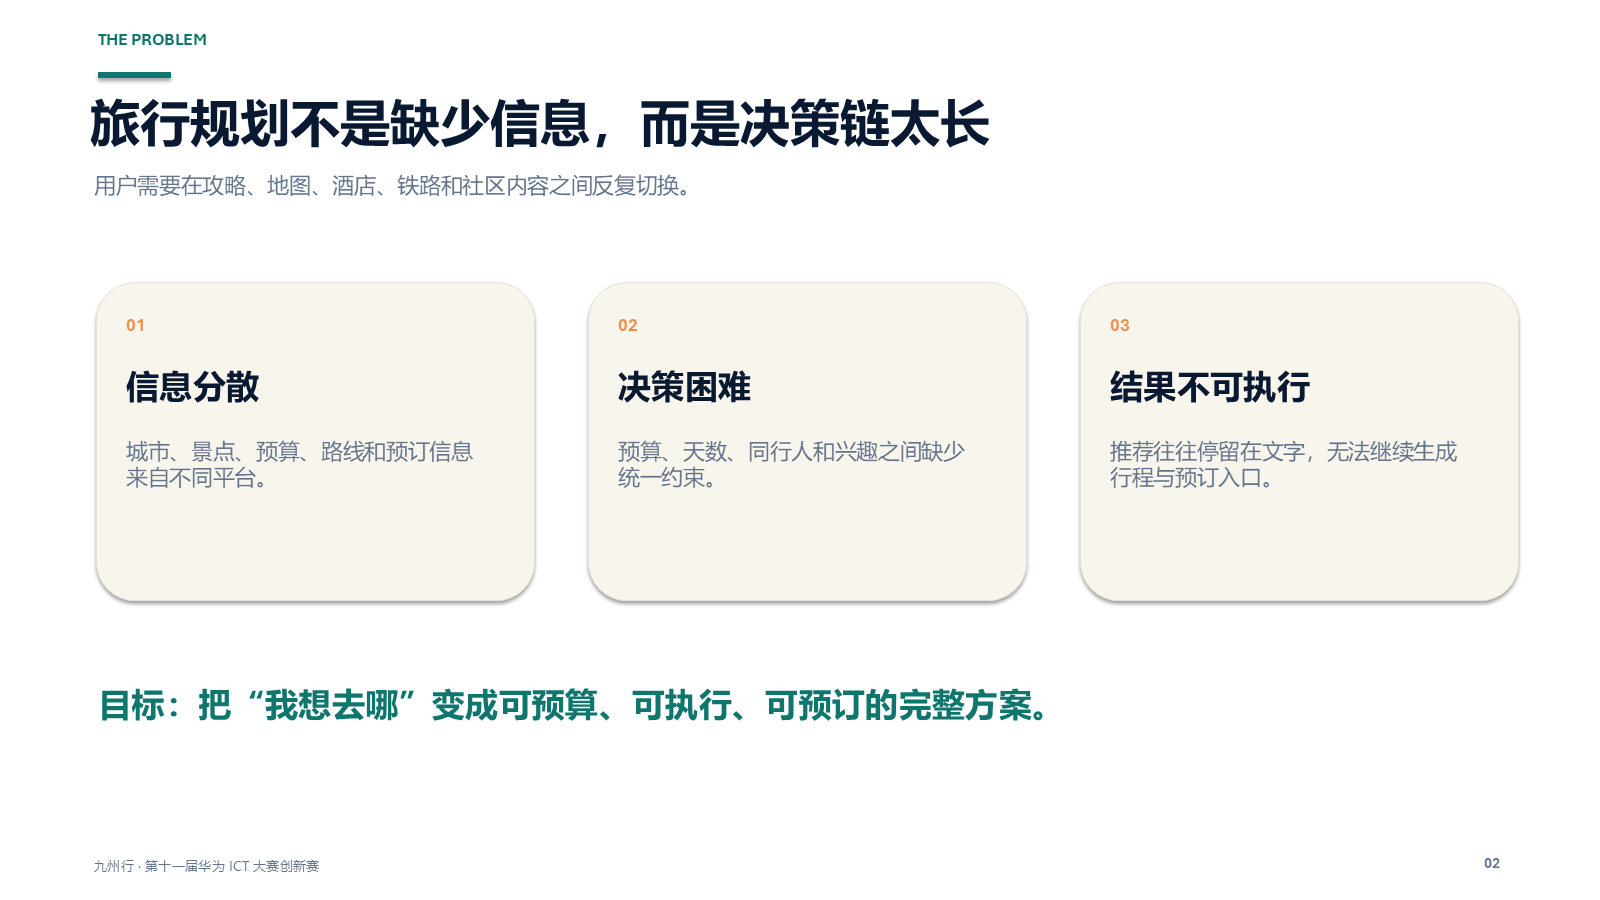 THE PROBLEM
旅行规划不是缺少信息，而是决策链太长
用户需要在攻略、地图、酒店、铁路和社区内容之间反复切换。
01
信息分散
城市、景点、预算、路线和预订信息
来自不同平台。
02
决策困难
预算、天数、同行人和兴趣之间缺少
统一约束。
03
结果不可执行
推荐往往停留在文字，无法继续生成
行程与预订入口。
目标：把“我想去哪”变成可预算、可执行、可预订的完整方案。
九州行 · 第十一届华为 ICT 大赛创新赛
02